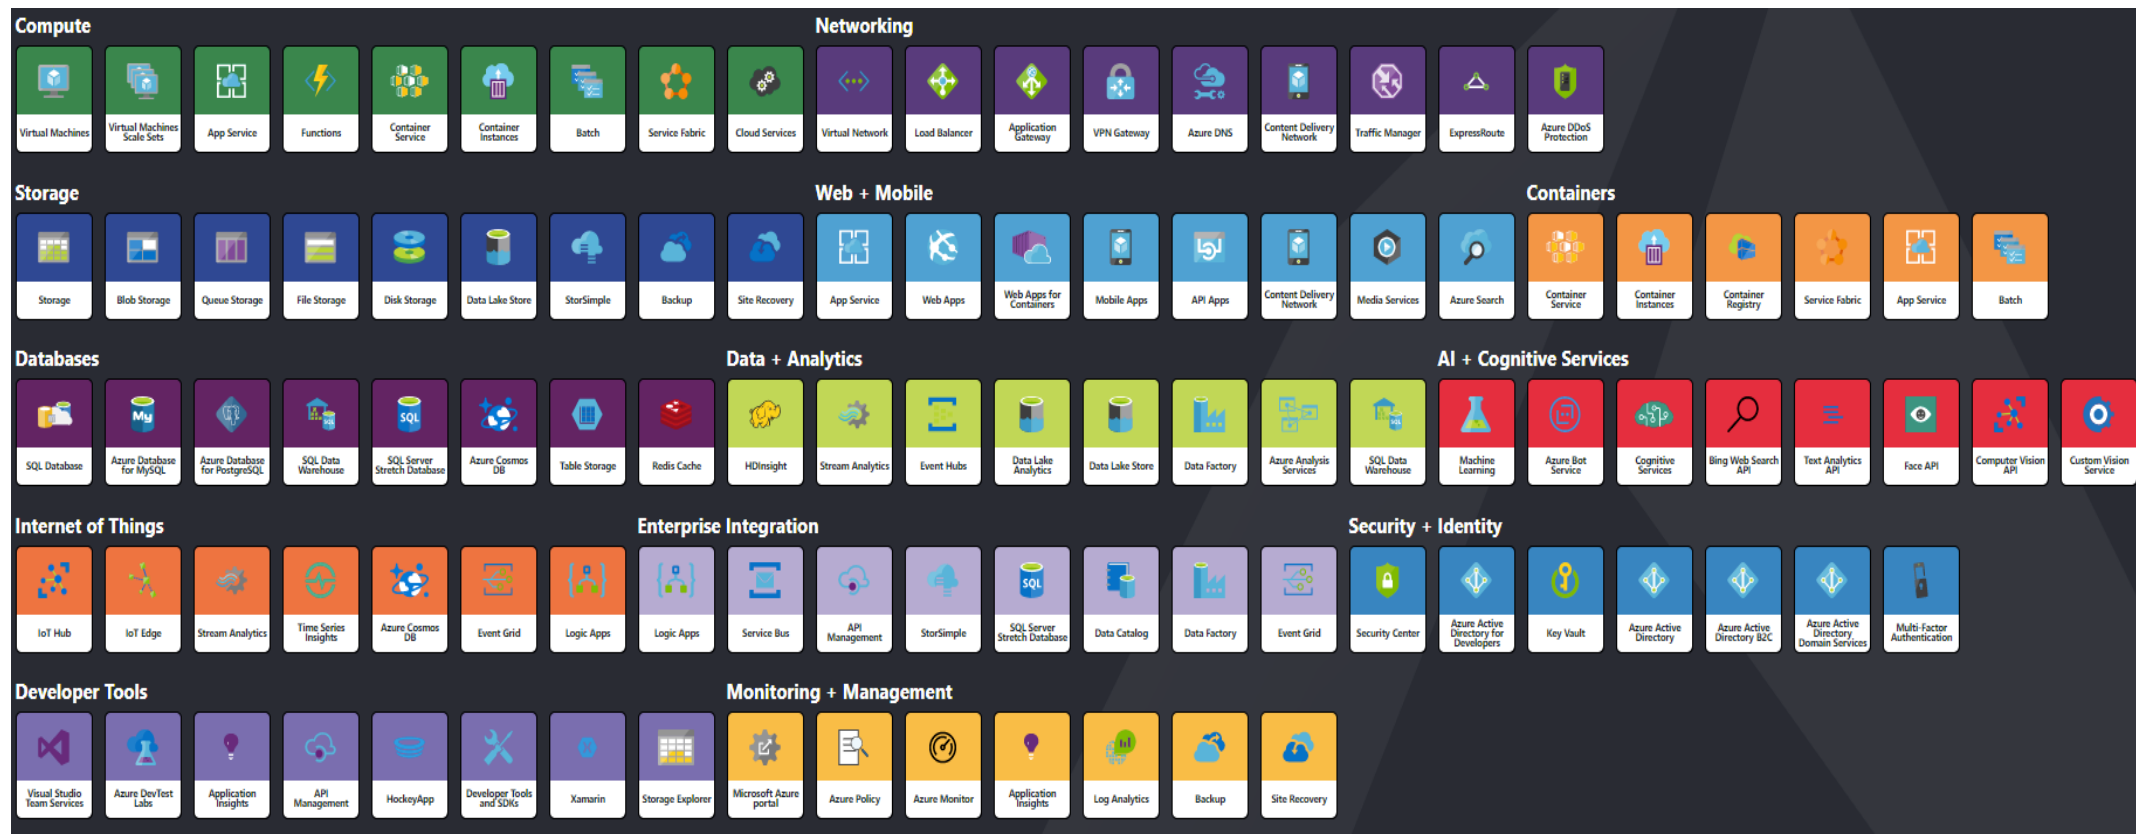 Compute
Networking
Virtual Machines
Virtual Machines
Scale Sets
App Service
Functions
Container
Service
Container
Instances
Batch
Service Fabric
Cloud Services
Virtual Network
Load Balancer
Application
Gateway
VPN Gateway
Azure DNS
Content Delivery
Network
Traffic Manager
ExpressRoute
Azure DDoS
Protection
Storage
Web + Mobile
Containers
Storage
Blob Storage
Queue Storage
File Storage
Disk Storage
Data Lake Store
StorSimple
Backup
Site Recovery
App Service
Web Apps
Web Apps for
Containers
Mobile Apps
API Apps
Content Delivery
Network
Media Services
Azure Search
Container
Service
Container
Instances
Container
Registry
Service Fabric
App Service
Batch
Databases
Data + Analytics
AI + Cognitive Services
My
SQL
SQL
SQL
SQL Database
Azure Database
for MySQL
Azure Database
for PostgreSQL
SQL Data
Warehouse
SQL Server
Stretch Database
Azure Cosmos
DB
Table Storage
Redis Cache
HDInsight
Stream Analytics
Event Hubs
Data Lake
Analytics
Data Lake Store
Data Factory
Azure Analysis
Services
SQL Data
Warehouse
Machine
Learning
Azure Bot
Service
Cognitive
Services
Bing Web Search
API
Text Analytics
API
Face API
Computer Vision
API
Custom Vision
Service
Internet of Things
Enterprise Integration
Security + Identity
SQL
IoT Hub
IoT Edge
Stream Analytics
Time Series
Insights
Azure Cosmos
DB
Event Grid
Logic Apps
Logic Apps
Service Bus
API
Management
StorSimple
SQL Server
Stretch Database
Data Catalog
Data Factory
Event Grid
Security Center
Azure Active
Directory for
Developers
Key Vault
Azure Active
Directory
Azure Active
Directory B2C
Azure Active
Directory
Domain Services
Multi-Factor
Authentication
Developer Tools
Monitoring + Management
Visual Studio
Team Services
Azure DevTest
Labs
Application
Insights
API
Management
HockeyApp
Developer Tools
and SDKs
Xamarin
Storage Explorer
Microsoft Azure
portal
Azure Policy
Azure Monitor
Application
Insights
Log Analytics
Backup
Site Recovery